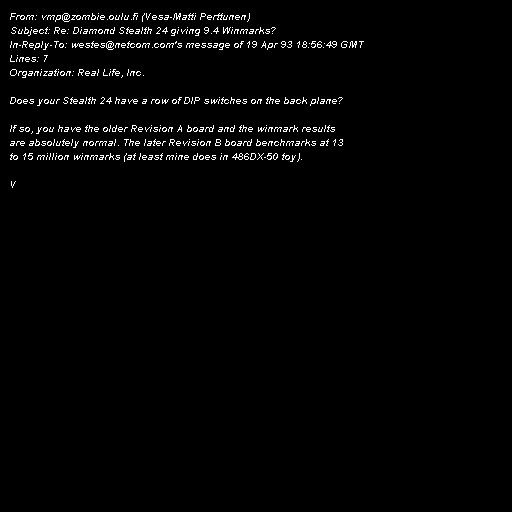 From: vmp@zombie.oulu.fi (Vesa-Matti Perttunen)
Subject: Re: Diamond Stealth 24 giving 9.4 Winmarks?
In-Reply-To: westes@netcom.com's message of 19 Apr 93 18:56:49 GMT
Lines: 7
Organization: Real Life, Inc.

Does your Stealth 24 have a row of DIP switches on the back plane?

If so, you have the older Revision A board and the winmark results
are absolutely normal. The later Revision B board benchmarks at 13
to 15 million winmarks (at least mine does in 486DX-50 toy).

V